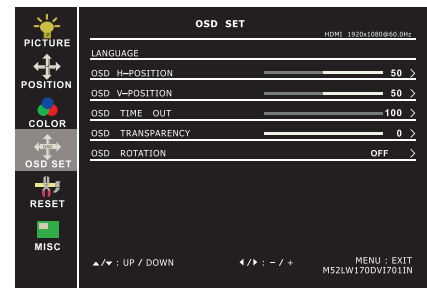 OSD SET
HDMI 1920x1080@60.0Hz
PICTURE
POSITION
COLOR
OSD
OSD SET
RESET
MISC
LANGUAGE
OSD H-POSITION 50 >
OSD V-POSITION 50 >
OSD TIME OUT 100 >
OSD TRANSPARENCY 0 >
OSD ROTATION OFF >
▲/▼ : UP / DOWN ◀/▶ : - / + MENU : EXIT
M52LW170DVI701IN